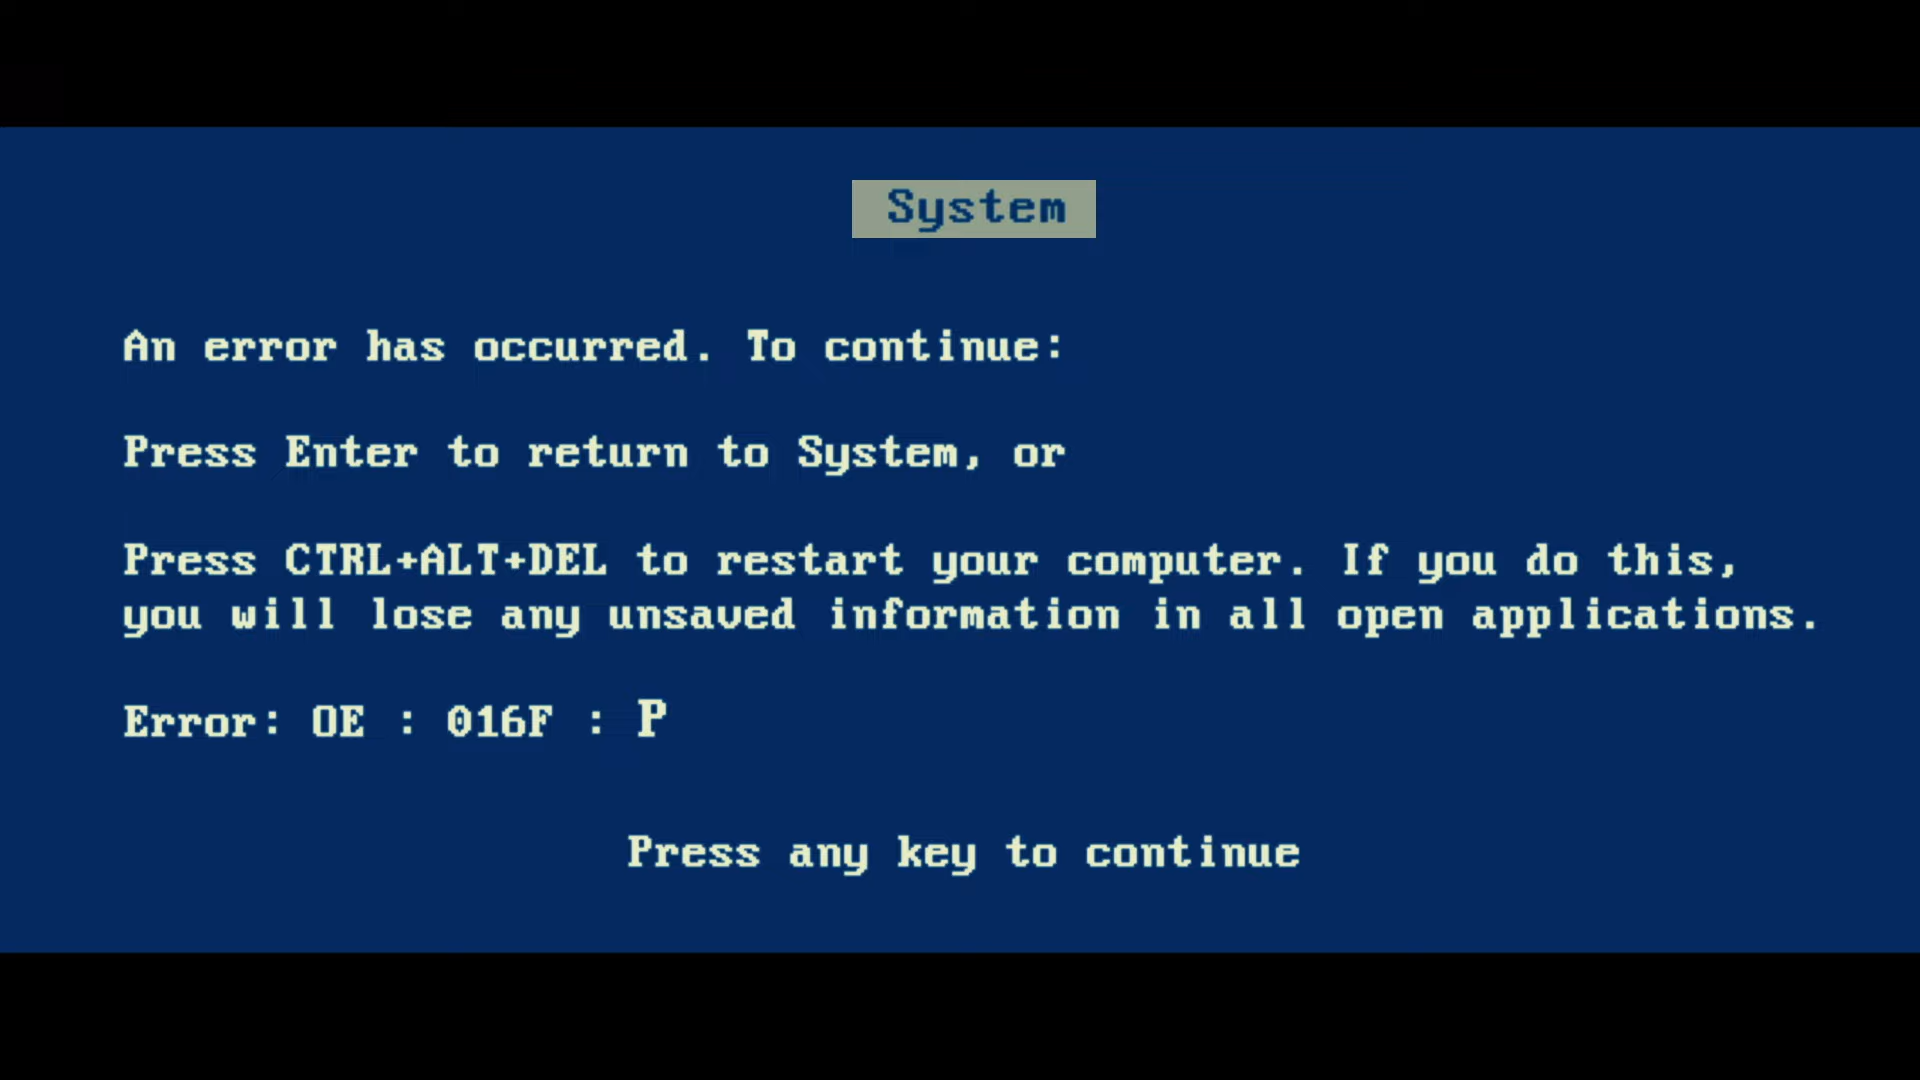 System
An error has occurred. To continue:
Press Enter to return to System, or
Press CTRL+ALT+DEL to restart your computer. If you do this,
you will lose any unsaved information in all open applications.
Error: OE : 016F : P
Press any key to continue